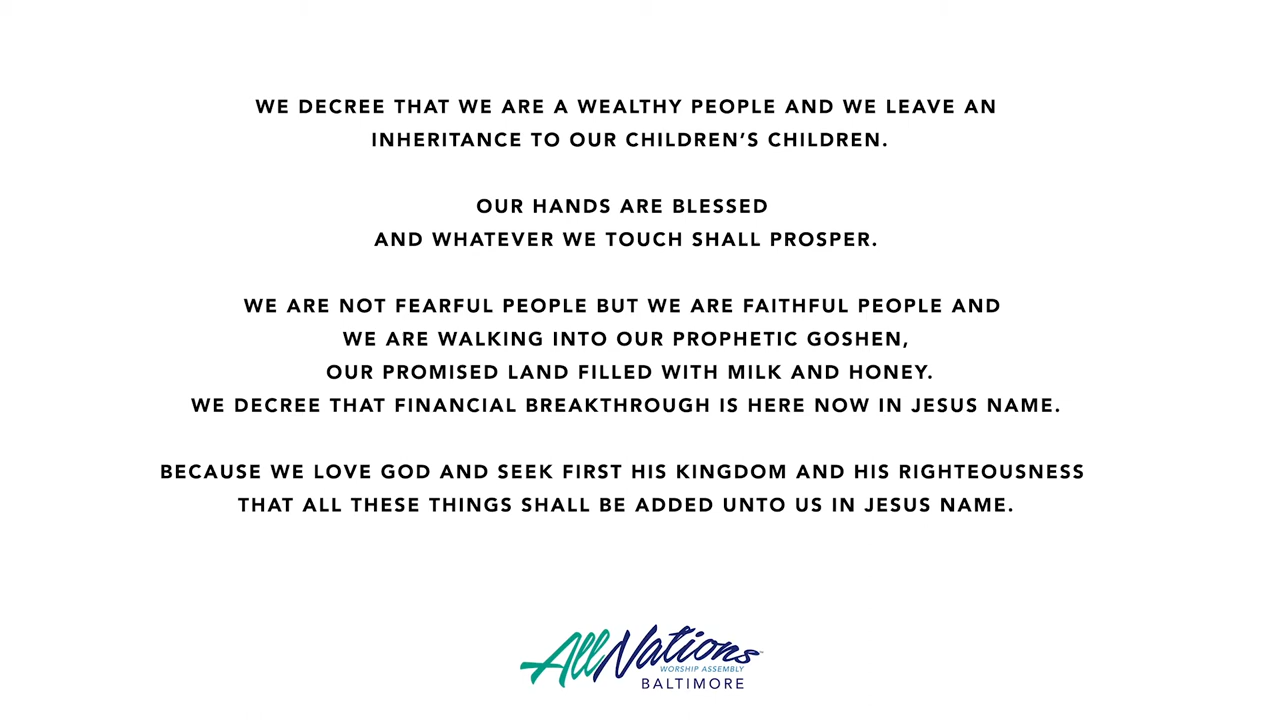 WE DECREE THAT WE ARE A WEALTHY PEOPLE AND WE LEAVE AN
INHERITANCE TO OUR CHILDREN’S CHILDREN.
OUR HANDS ARE BLESSED
AND WHATEVER WE TOUCH SHALL PROSPER.
WE ARE NOT FEARFUL PEOPLE BUT WE ARE FAITHFUL PEOPLE AND
WE ARE WALKING INTO OUR PROPHETIC GOSHEN,
OUR PROMISED LAND FILLED WITH MILK AND HONEY.
WE DECREE THAT FINANCIAL BREAKTHROUGH IS HERE NOW IN JESUS NAME.
BECAUSE WE LOVE GOD AND SEEK FIRST HIS KINGDOM AND HIS RIGHTEOUSNESS
THAT ALL THESE THINGS SHALL BE ADDED UNTO US IN JESUS NAME.
All Nations
WORSHIP ASSEMBLY
BALTIMORE